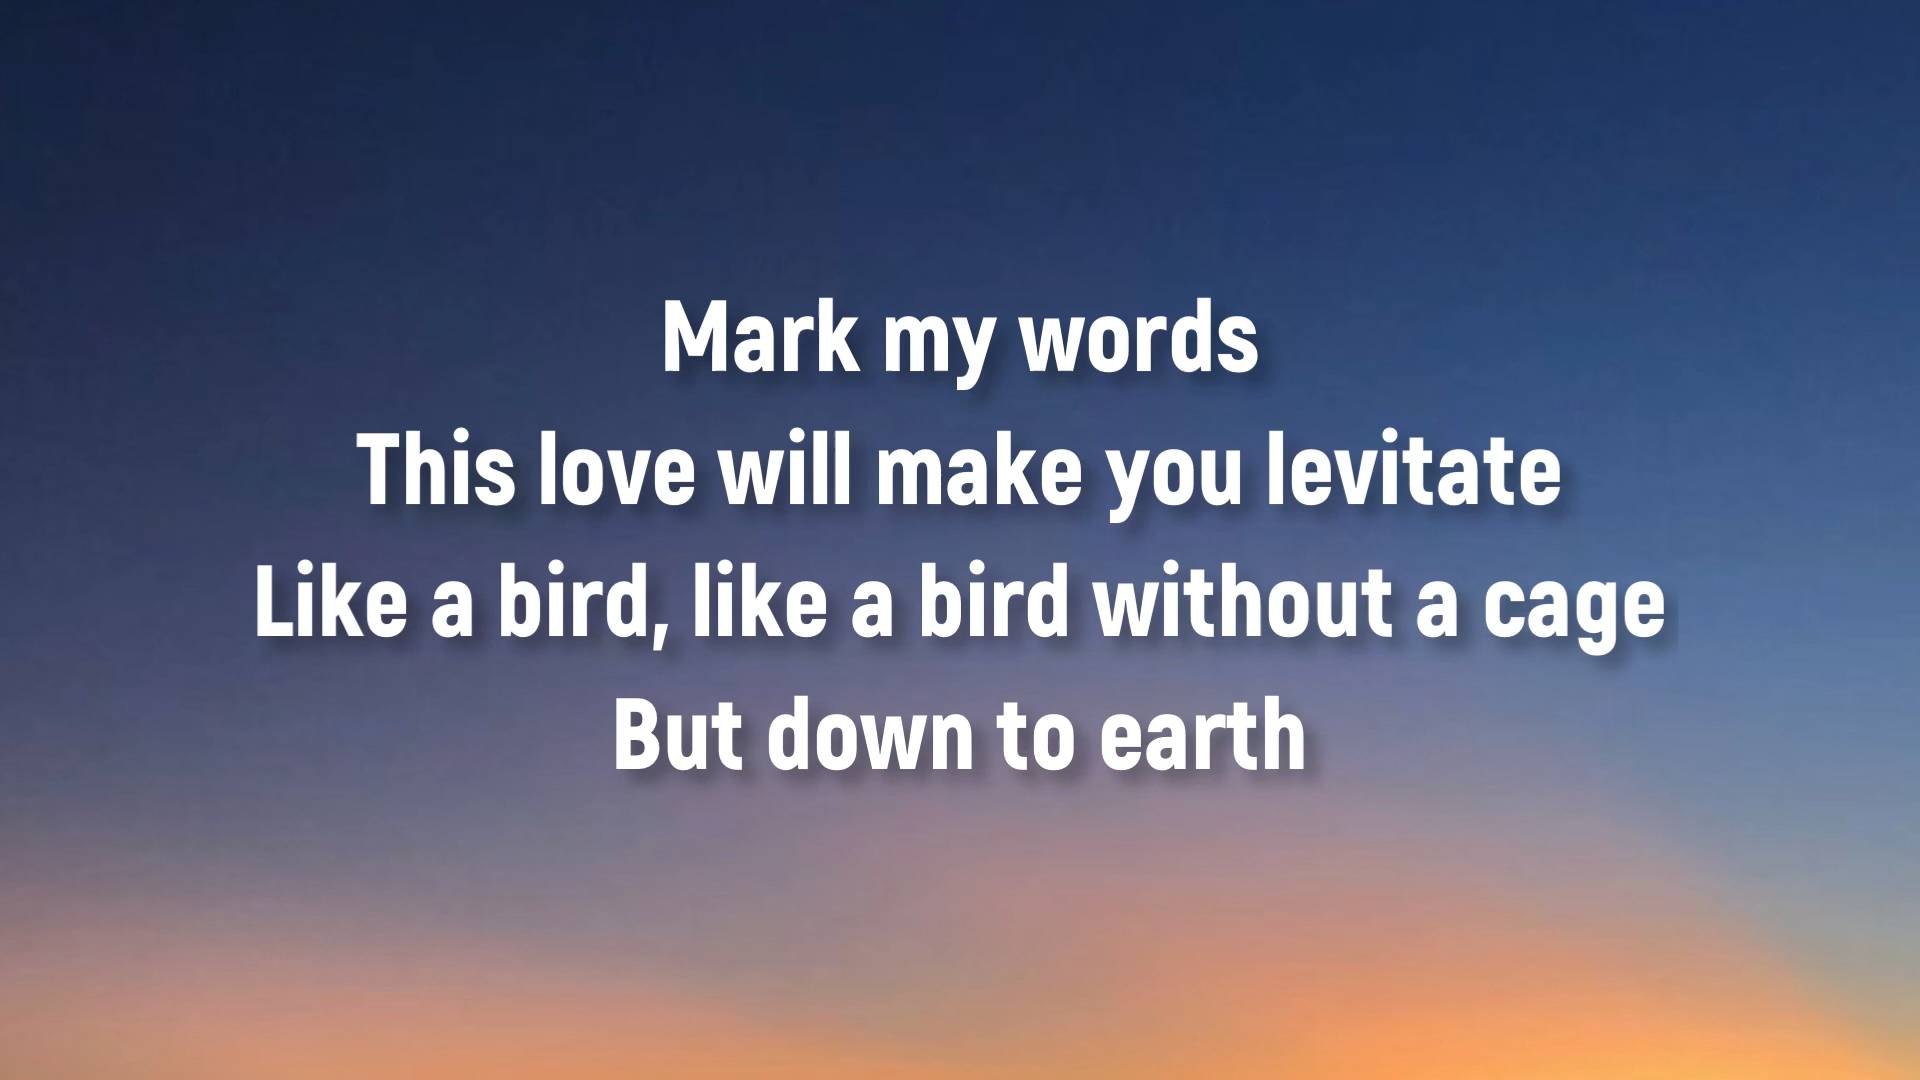 Mark my words
This love will make you levitate
Like a bird, like a bird without a cage
But down to earth